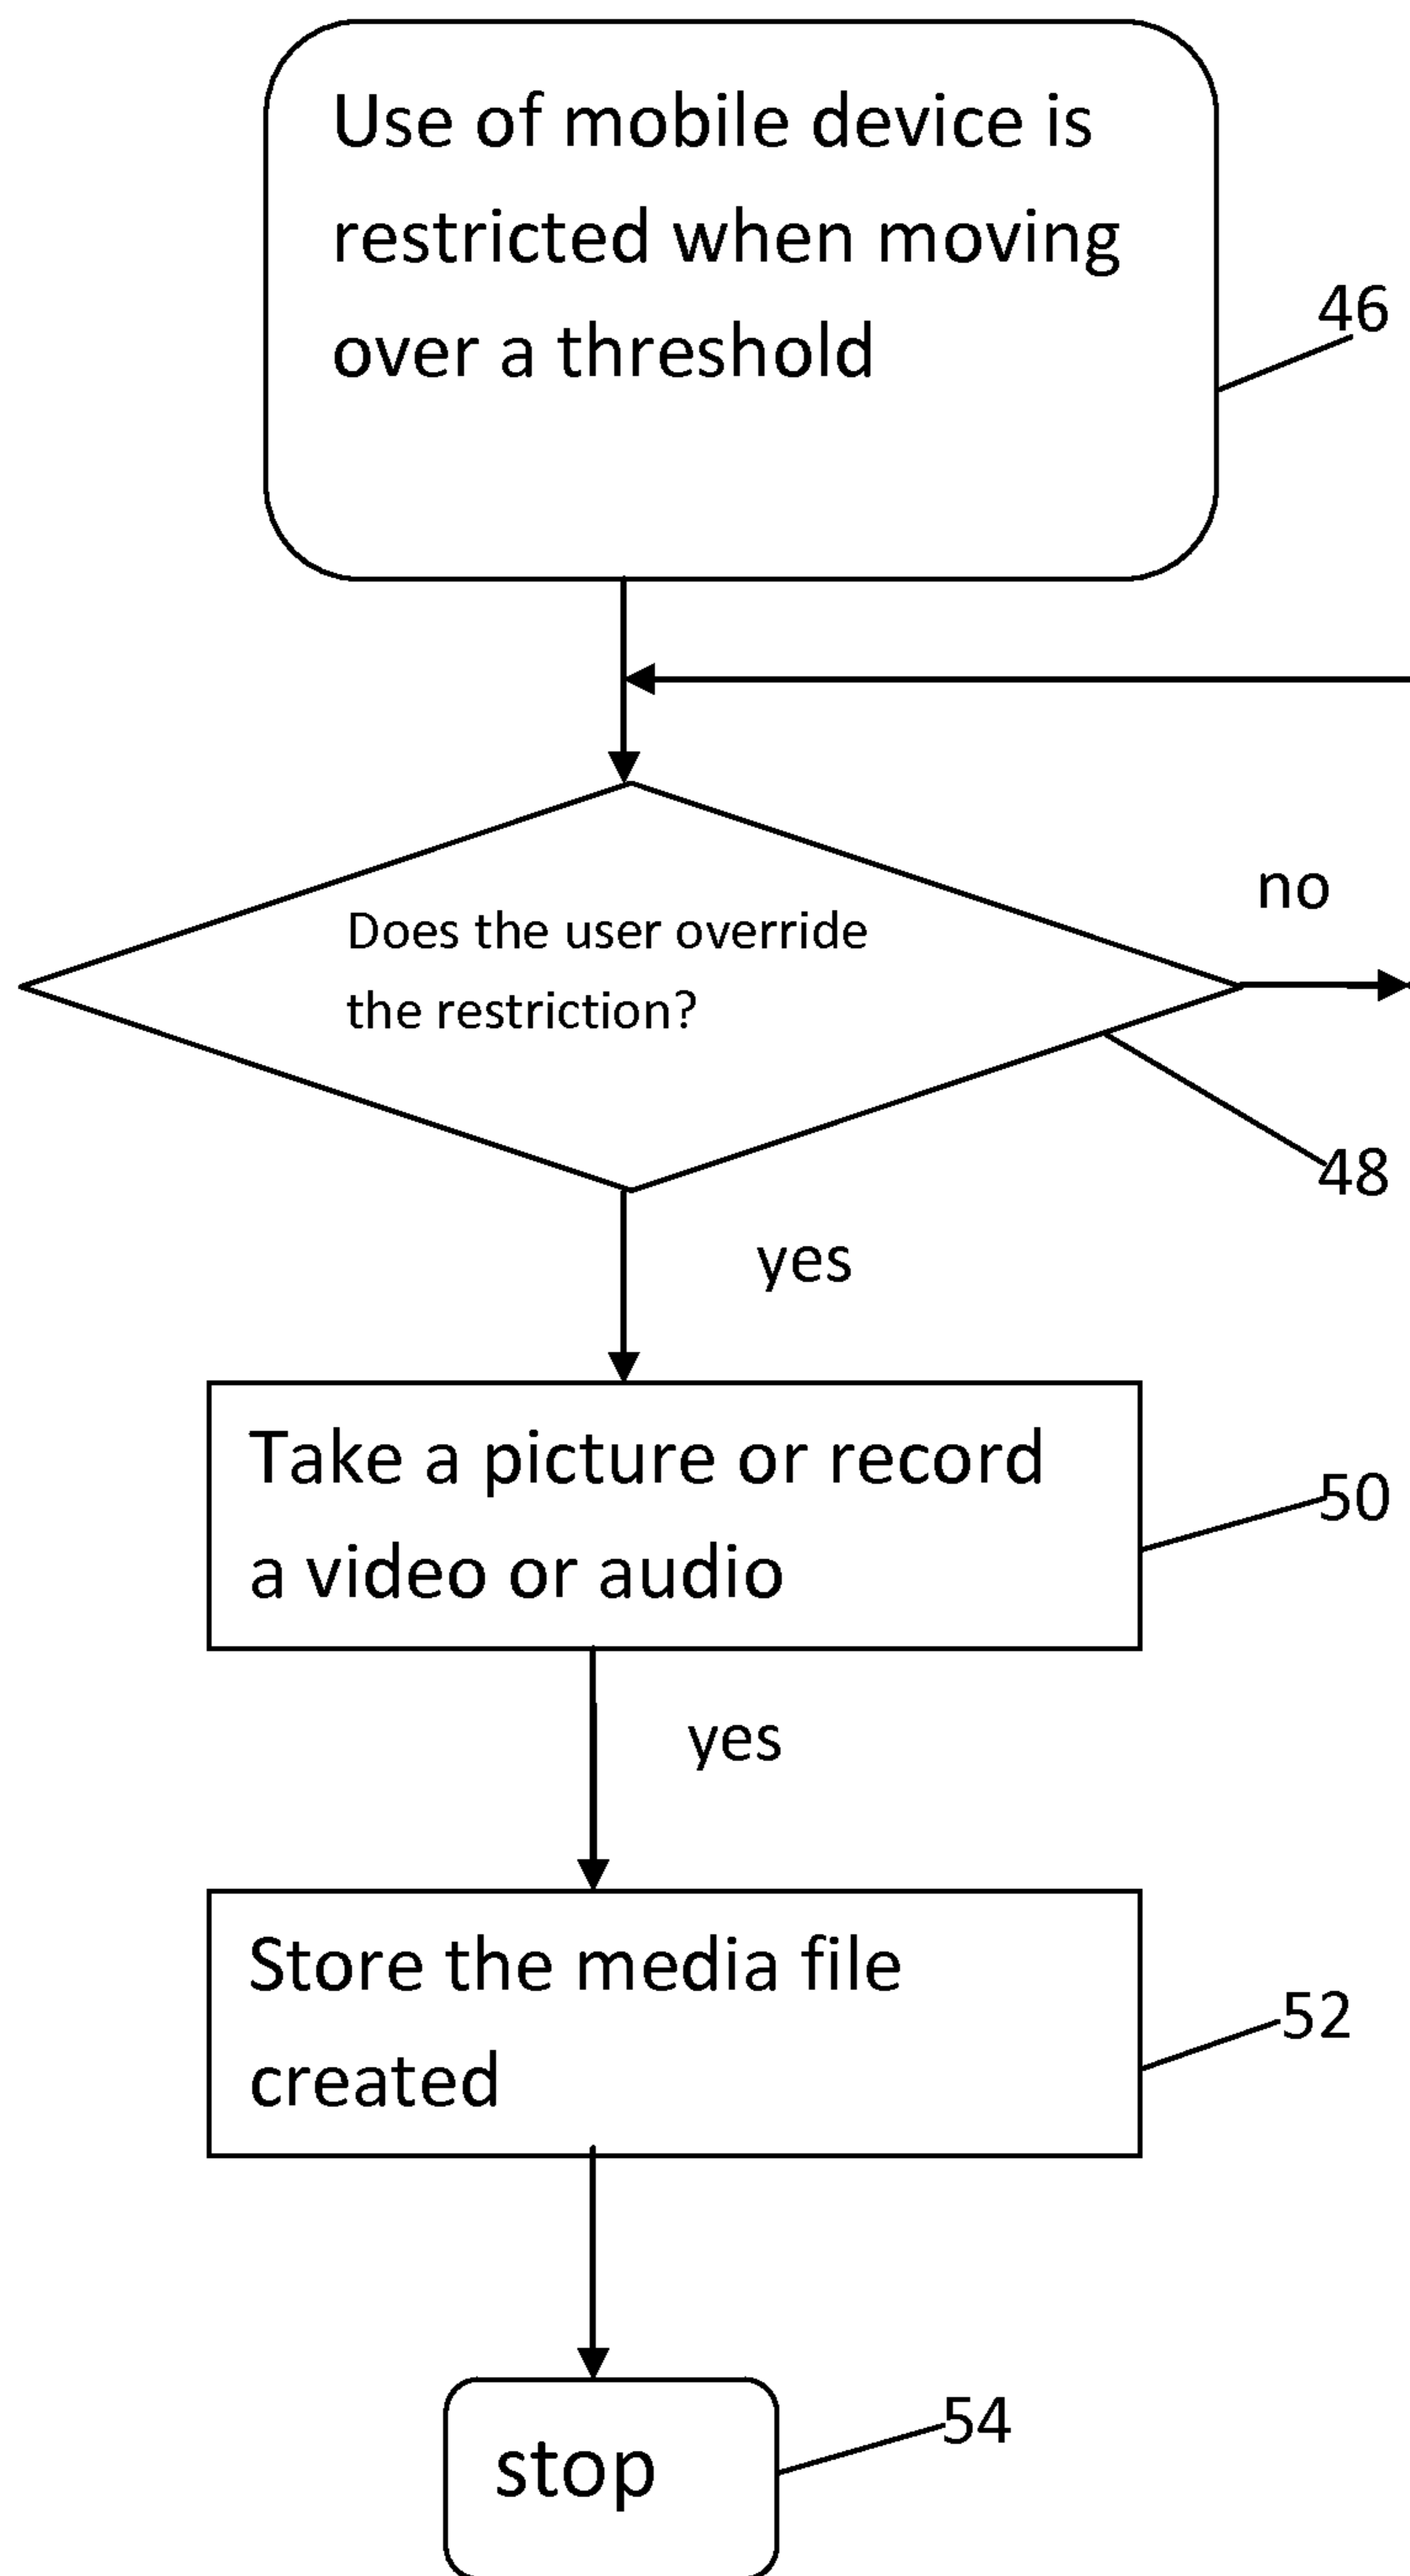 Use of mobile device is
restricted when moving
over a threshold
46
no
Does the user override
the restriction?
48
yes
Take a picture or record
a video or audio
50
yes
Store the media file
created
52
stop
54